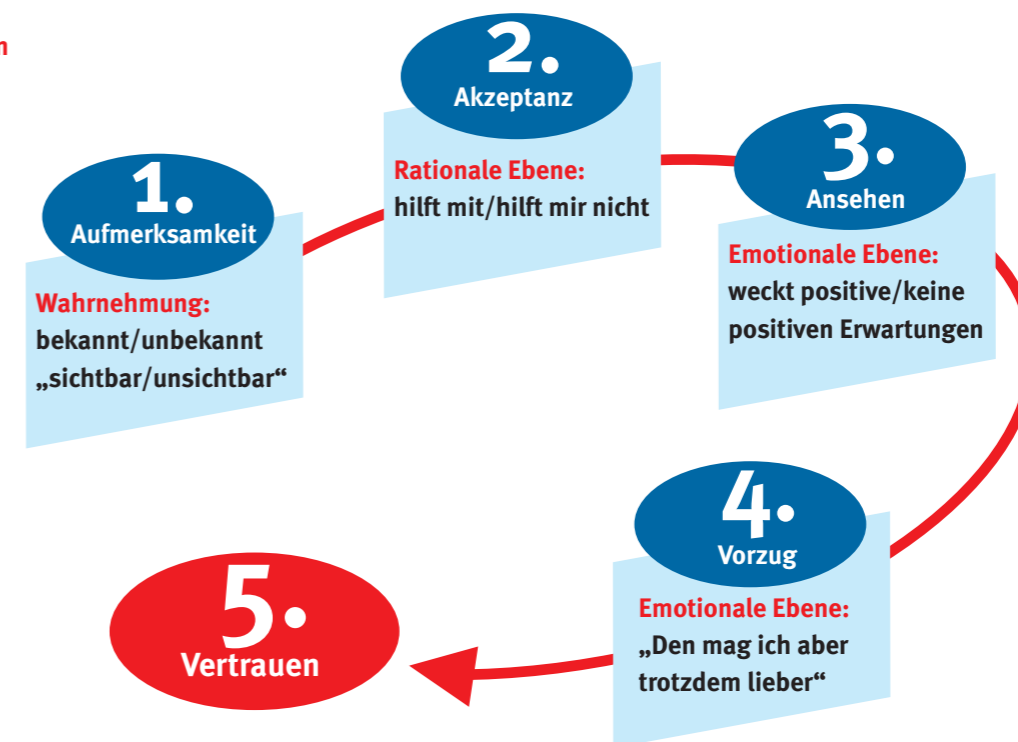 1.
Aufmerksamkeit
Wahrnehmung:
bekannt/unbekannt
„sichtbar/unsichtbar“
2.
Akzeptanz
Rationale Ebene:
hilft mit/hilft mir nicht
3.
Ansehen
Emotionale Ebene:
weckt positive/keine
positiven Erwartungen
4.
Vorzug
Emotionale Ebene:
„Den mag ich aber
trotzdem lieber“
5.
Vertrauen